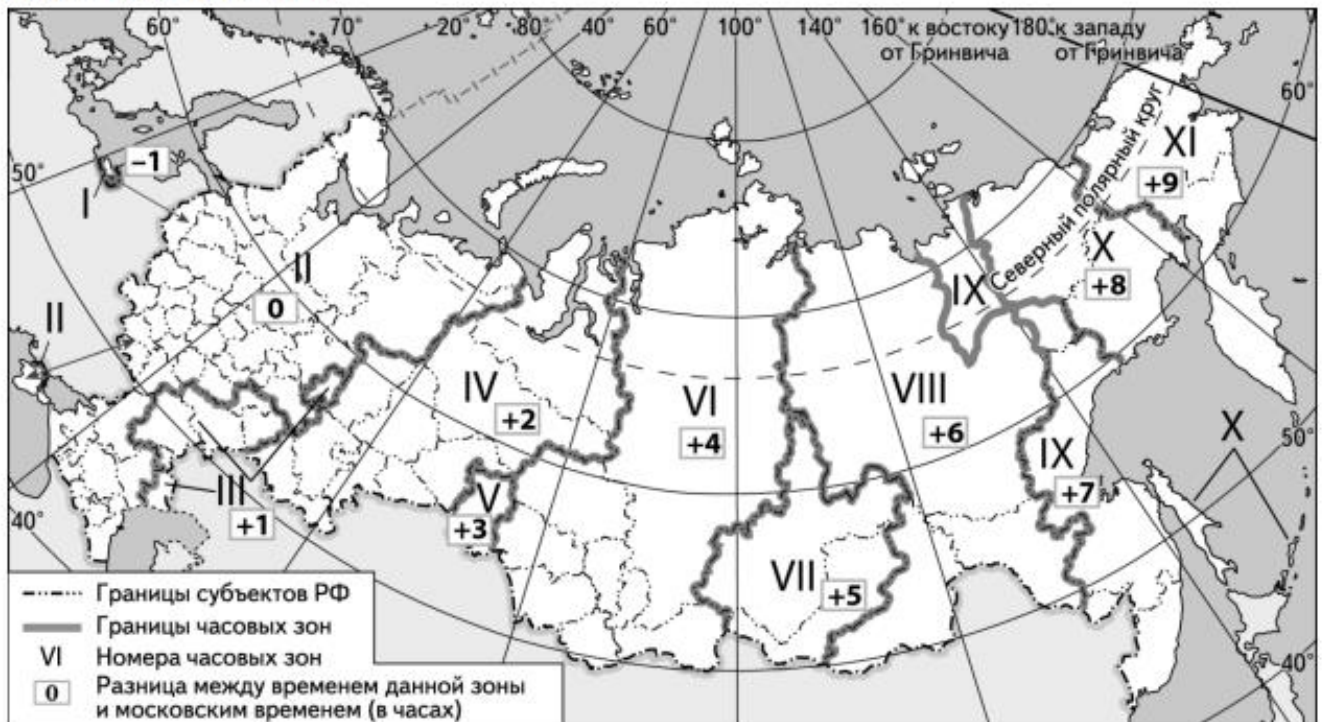 60° 70° 20° 40° 60° 100° 140° 160° к востоку 180° к западу
от Гринвича от Гринвича
60°
50°
–1
I
Северный полярный круг
XI
+9
II
0
X
+8
IX
II
IV
+2
VI
+4
VIII
+6
X
50°
IX
+7
V
+3
III
+1
40°
VII
+5
40°
Границы субъектов РФ
Границы часовых зон
VI Номера часовых зон
0 Разница между временем данной зоны
и московским временем (в часах)